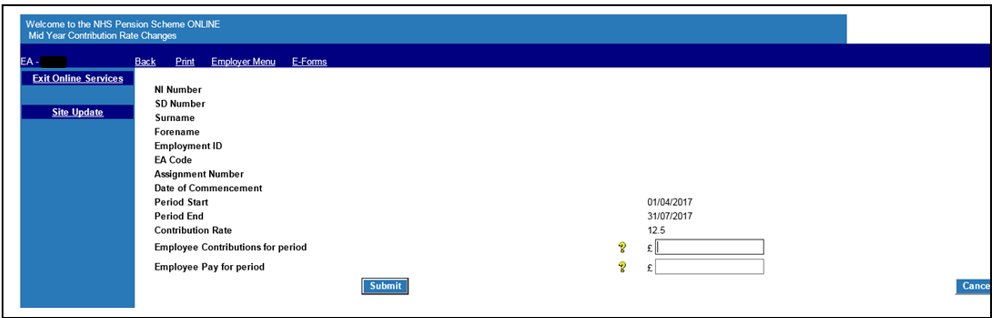 Welcome to the NHS Pension Scheme ONLINE
Mid Year Contribution Rate Changes
EA - Back Print Employer Menu E-Forms
Exit Online Services
Site Update
NI Number
SD Number
Surname
Forename
Employment ID
EA Code
Assignment Number
Date of Commencement
Period Start 01/04/2017
Period End 31/07/2017
Contribution Rate 12.5
Employee Contributions for period ? £
Employee Pay for period ? £
Submit Cance